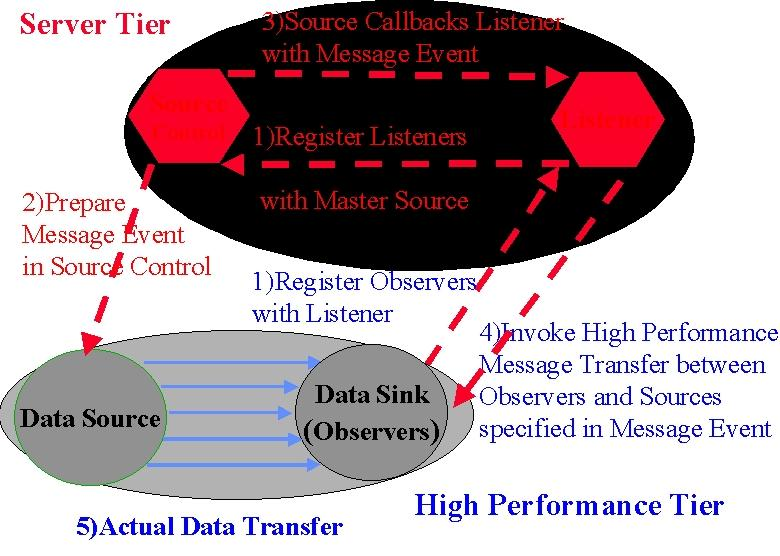 Server Tier
3)Source Callbacks Listener
with Message Event
Source
Control
Listener
1)Register Listeners
with Master Source
2)Prepare
Message Event
in Source Control
1)Register Observers
with Listener
4)Invoke High Performance
Message Transfer between
Observers and Sources
specified in Message Event
Data Source
Data Sink
(Observers)
High Performance Tier
5)Actual Data Transfer